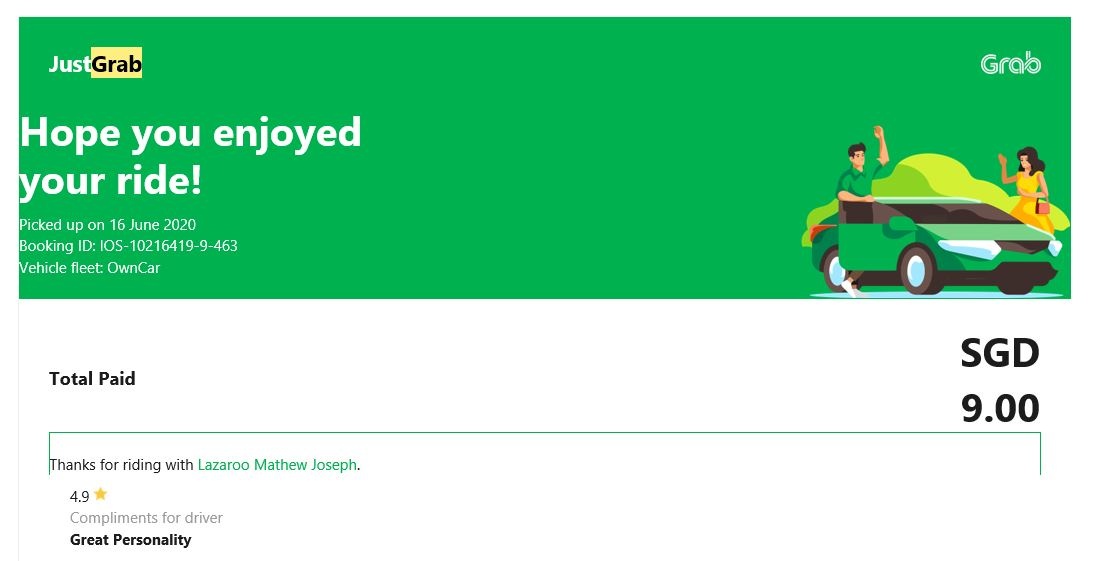 JustGrab
Grab
Hope you enjoyed
your ride!
Picked up on 16 June 2020
Booking ID: IOS-10216419-9-463
Vehicle fleet: OwnCar
Total Paid
SGD
9.00
Thanks for riding with Lazaroo Mathew Joseph.
4.9
Compliments for driver
Great Personality